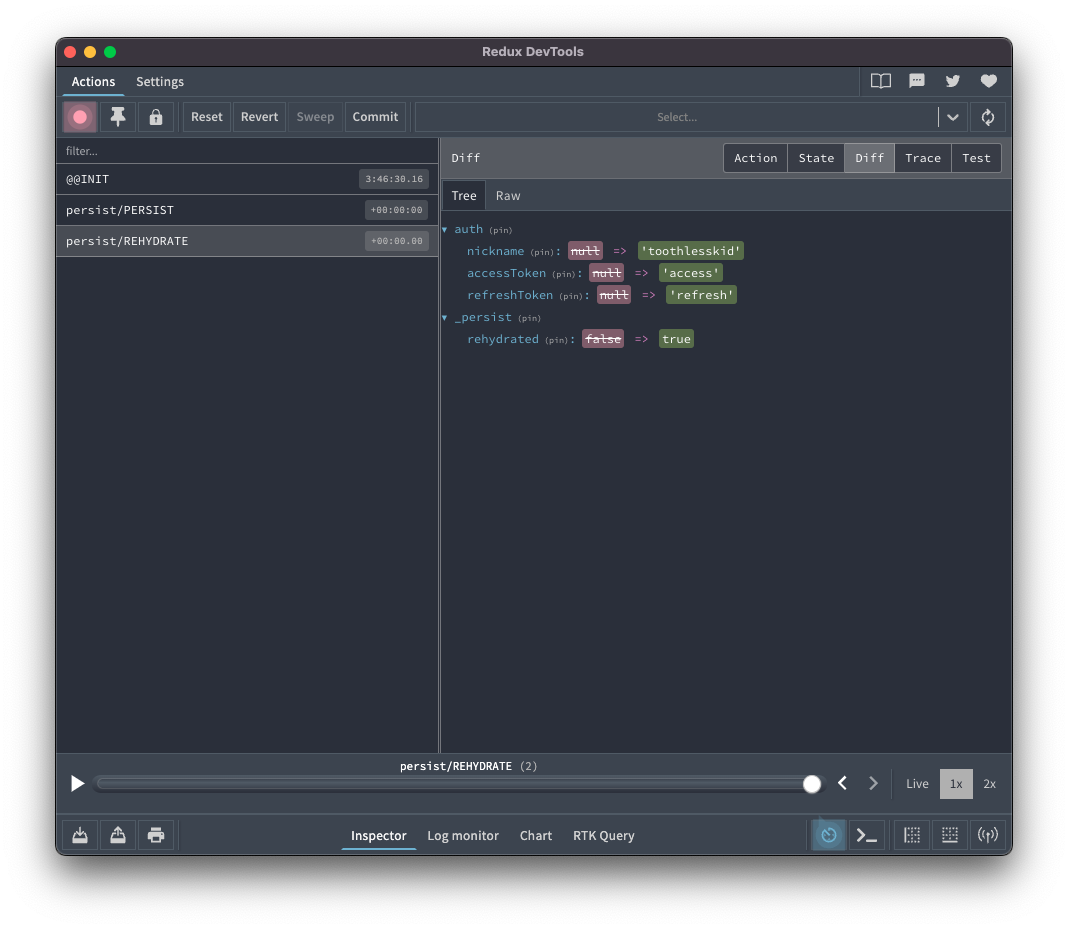 Redux DevTools
Actions Settings
Reset Revert Sweep Commit Select...
filter...
@@INIT 3:46:30.16
persist/PERSIST +00:00:00
persist/REHYDRATE +00:00.00
Diff Action State Diff Trace Test
Tree Raw
▼ auth (pin)
nickname (pin): null => 'toothlesskid'
accessToken (pin): null => 'access'
refreshToken (pin): null => 'refresh'
▼ _persist (pin)
rehydrated (pin): false => true
persist/REHYDRATE (2)
Live 1x 2x
Inspector Log monitor Chart RTK Query